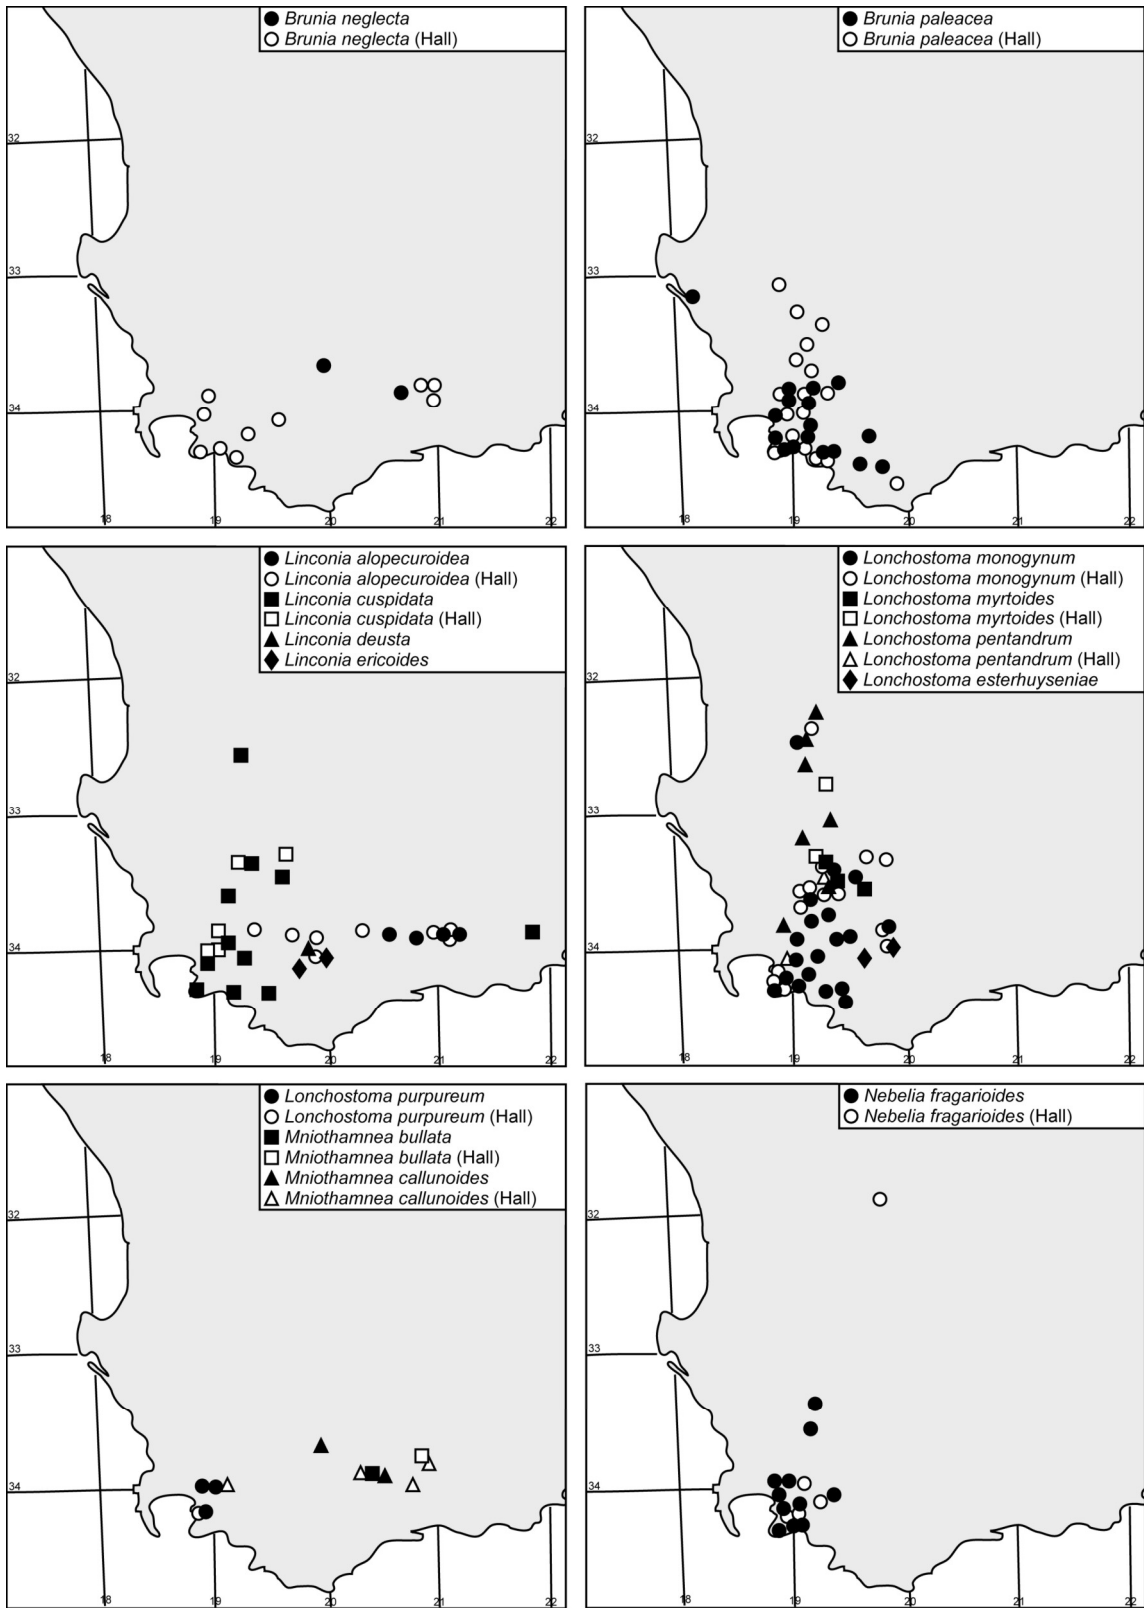 Brunia neglecta
Brunia neglecta (Hall)
32
33
34
18
19
20
21
22
Brunia paleacea
Brunia paleacea (Hall)
32
33
34
18
19
20
21
22
Linconia alopecuroidea
Linconia alopecuroidea (Hall)
Linconia cuspidata
Linconia cuspidata (Hall)
Linconia deusta
Linconia ericoides
32
33
34
18
19
20
21
22
Lonchostoma monogynum
Lonchostoma monogynum (Hall)
Lonchostoma myrtoides
Lonchostoma myrtoides (Hall)
Lonchostoma pentandrum
Lonchostoma pentandrum (Hall)
Lonchostoma esterhuyseniae
32
33
34
18
19
20
21
22
Lonchostoma purpureum
Lonchostoma purpureum (Hall)
Mniothamnea bullata
Mniothamnea bullata (Hall)
Mniothamnea callunoides
Mniothamnea callunoides (Hall)
32
33
34
18
19
20
21
22
Nebelia fragarioides
Nebelia fragarioides (Hall)
32
33
34
18
19
20
21
22